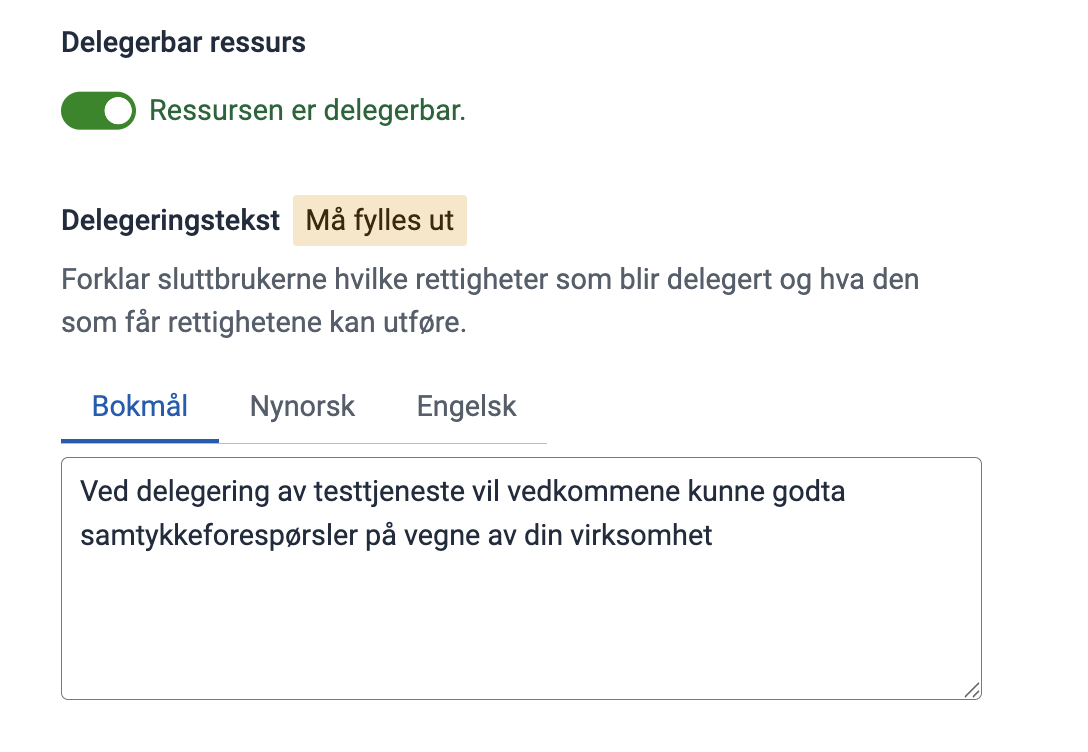 Delegerbar ressurs
Ressursen er delegerbar.
Delegeringstekst Må fylles ut
Forklar sluttbrukerne hvilke rettigheter som blir delegert og hva den
som får rettighetene kan utføre.
Bokmål Nynorsk Engelsk
Ved delegering av testtjeneste vil vedkommene kunne godta
samtykkeforespørsler på vegne av din virksomhet